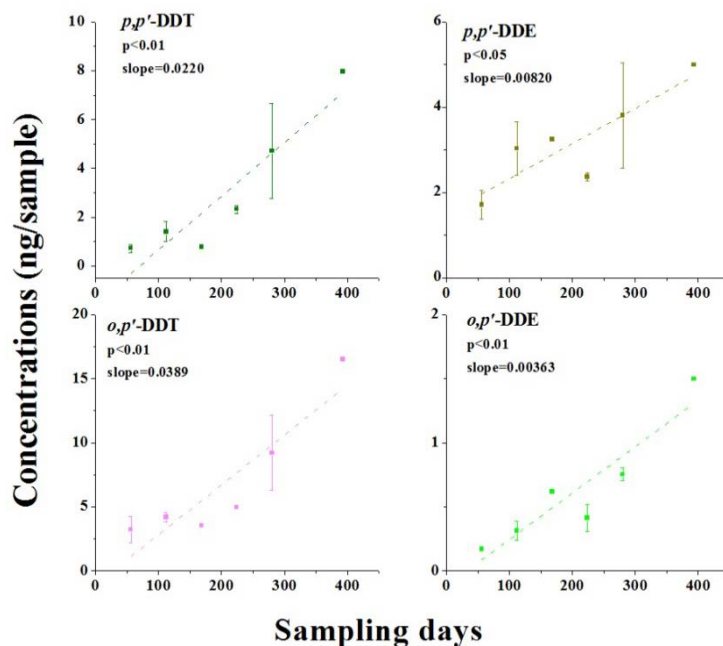 p,p'-DDT
p<0.01
slope=0.0220
10
8
6
4
2
0
0 100 200 300 400
p,p'-DDE
p<0.05
slope=0.00820
6
4
2
0
0 100 200 300 400
o,p'-DDT
p<0.01
slope=0.0389
20
15
10
5
0
0 100 200 300 400
o,p'-DDE
p<0.01
slope=0.00363
2
1
0
0 100 200 300 400
Concentrations (ng/sample)
Sampling days